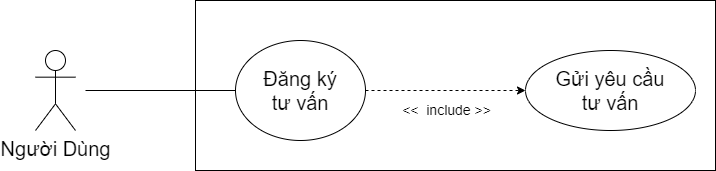 Đăng ký
tư vấn
<< include >>
Gửi yêu cầu
tư vấn
Người Dùng